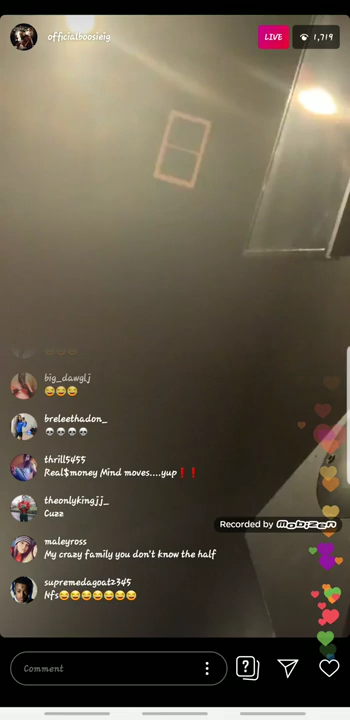 officialboosieig
LIVE 1,719
😂😂😂
big_dawglj
😂😂😂
breleethadon_
💀💀💀💀
thrill5455
Real$money Mind moves....yup❗❗
theonlykingjj_
Cuzz
Recorded by mobizen
maleyross
My crazy family you don't know the half
supremedagoat2345
Nfs😂😂😂😂😂😂😂
Comment